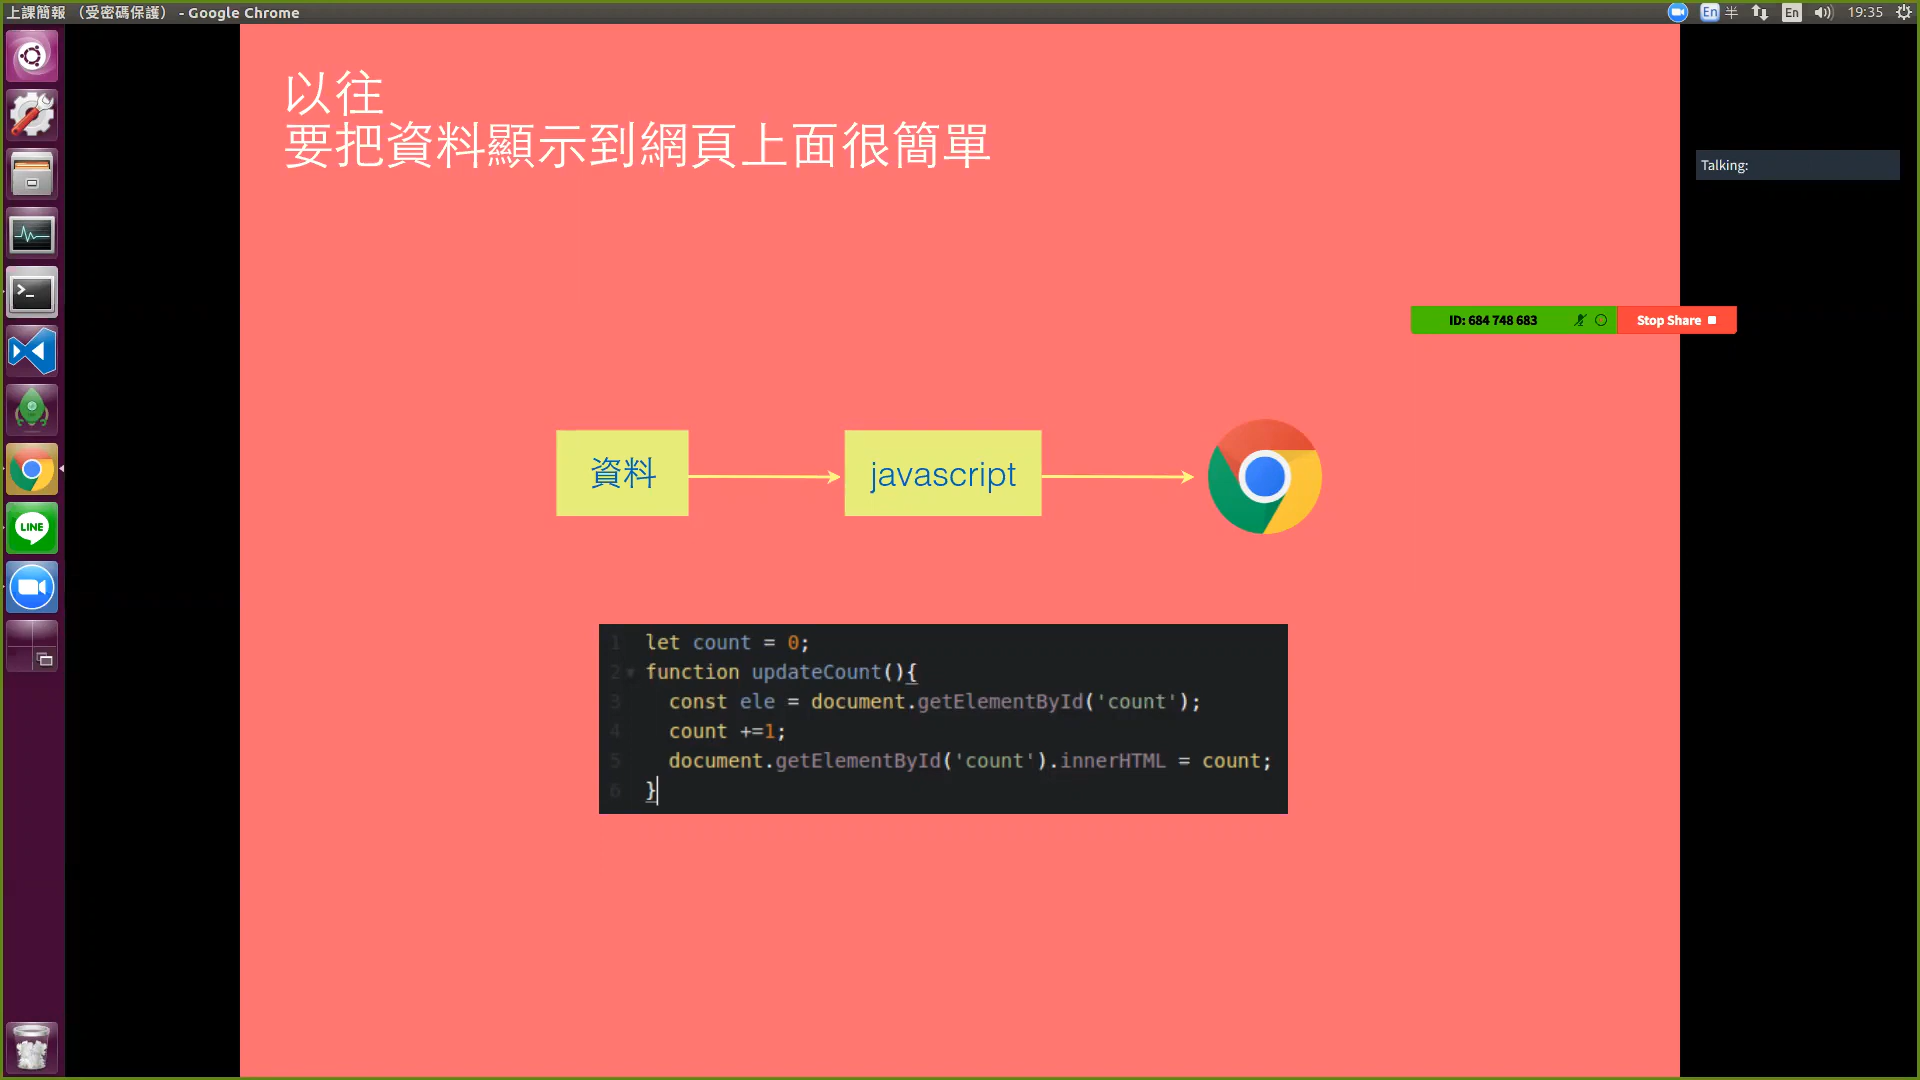 上課簡報 （受密碼保護） - Google Chrome
En 半 En 19:35
以往
要把資料顯示到網頁上面很簡單
Talking:
ID: 684 748 683 Stop Share
資料 javascript
LINE
1 let count = 0;
2 function updateCount(){
3 const ele = document.getElementById('count');
4 count +=1;
5 document.getElementById('count').innerHTML = count;
6 }